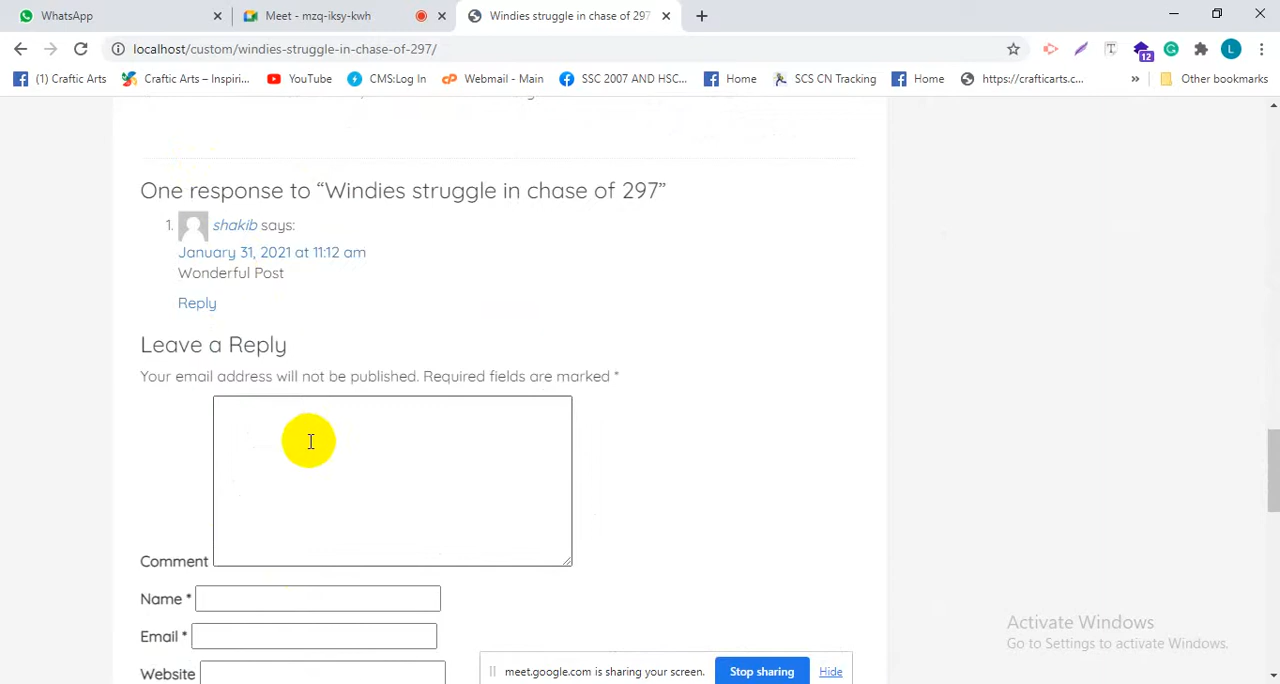 WhatsApp
Meet - mzq-iksy-kwh
Windies struggle in chase of 297
localhost/custom/windies-struggle-in-chase-of-297/
T
12
L
(1) Craftic Arts
Craftic Arts – Inspiri...
YouTube
CMS:Log In
Webmail - Main
SSC 2007 AND HSC...
Home
SCS CN Tracking
Home
https://crafticarts.c...
»
Other bookmarks
One response to “Windies struggle in chase of 297”
1. shakib says:
January 31, 2021 at 11:12 am
Wonderful Post
Reply
Leave a Reply
Your email address will not be published. Required fields are marked *
Comment
Name *
Email *
Website
Activate Windows
Go to Settings to activate Windows.
meet.google.com is sharing your screen.
Stop sharing
Hide